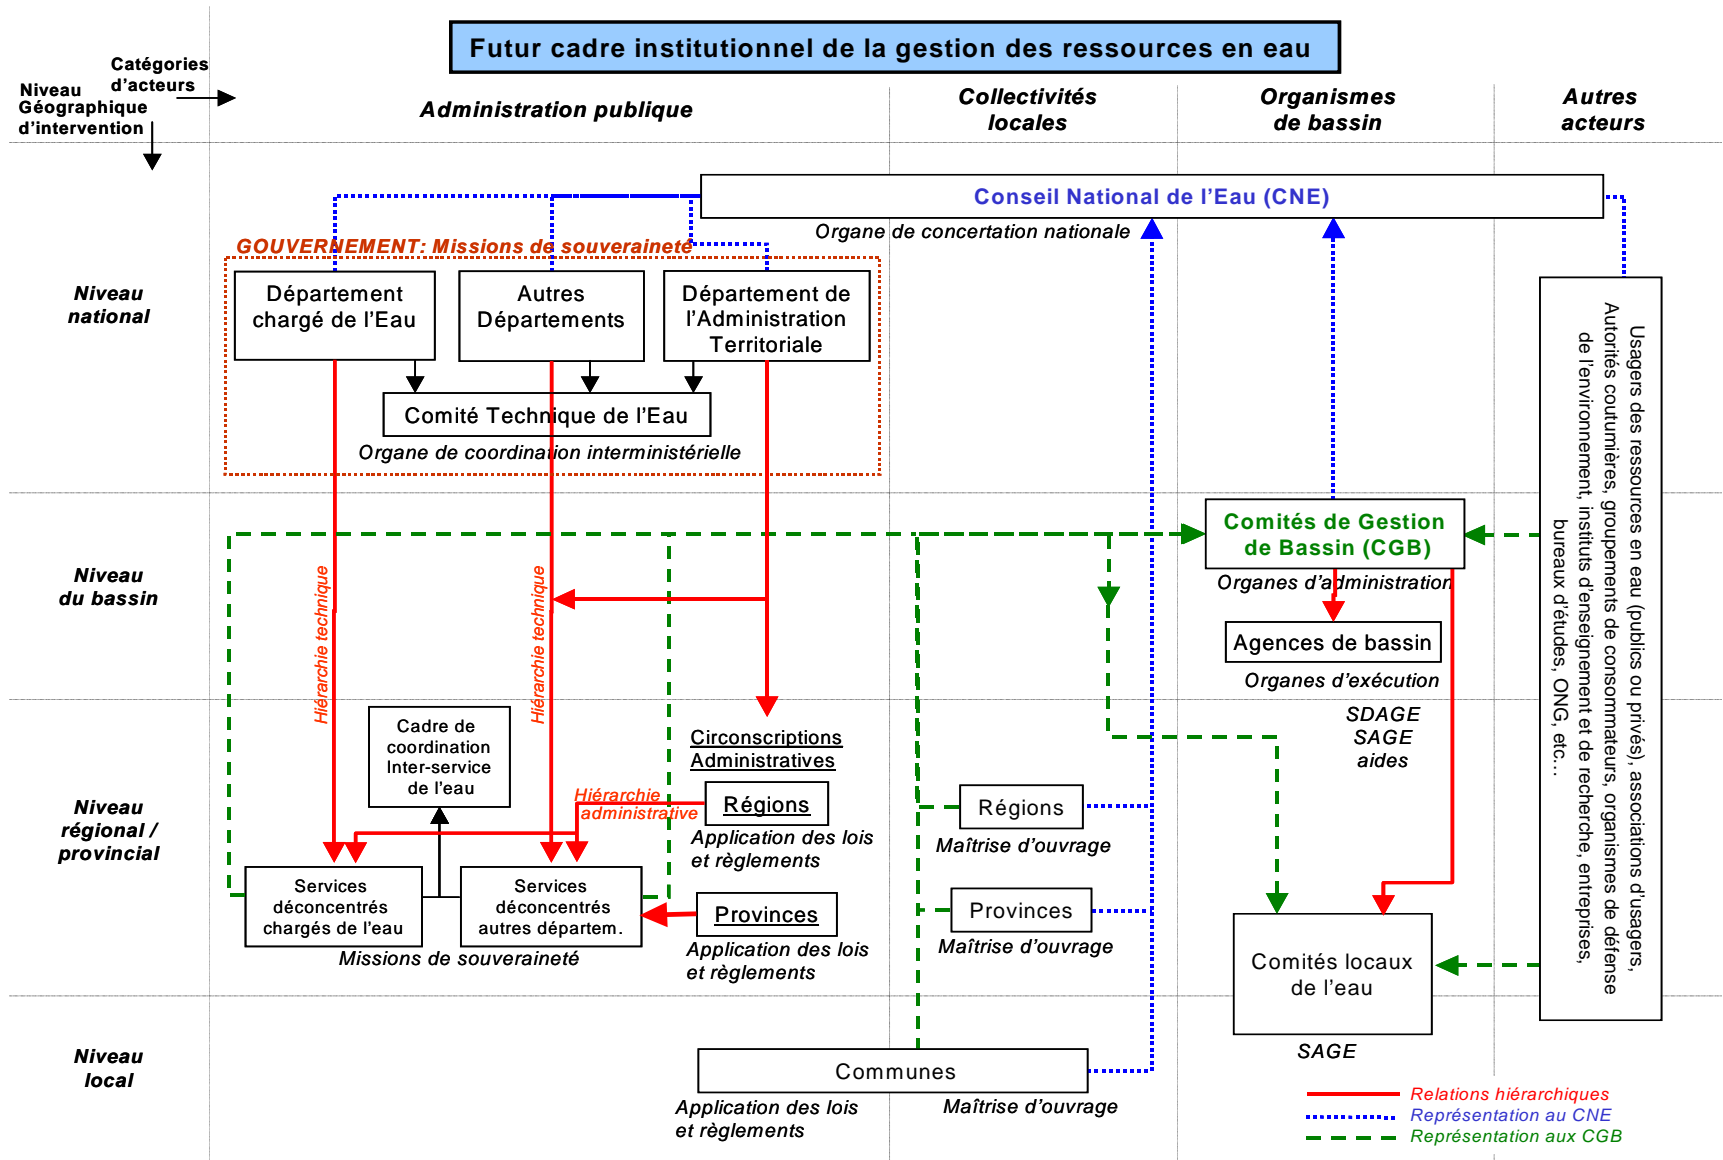 Futur cadre institutionnel de la gestion des ressources en eau
Catégories
d'acteurs
Niveau
Géographique
d'intervention
Administration publique
Collectivités
locales
Organismes
de bassin
Autres
acteurs
Conseil National de l'Eau (CNE)
Organe de concertation nationale
GOUVERNEMENT: Missions de souveraineté
Niveau
national
Département
chargé de l'Eau
Autres
Départements
Département de
l'Administration
Territoriale
Comité Technique de l'Eau
Organe de coordination interministérielle
Usagers des ressources en eau (publics ou privés), associations d'usagers,
Autorités coutumières, groupements de consommateurs, organismes de défense
de l'environnement, instituts d'enseignement et de recherche, entreprises,
bureaux d'études, ONG, etc...
Niveau
du bassin
Hiérarchie technique
Hiérarchie technique
Comités de Gestion
de Bassin (CGB)
Organes d'administration
Agences de bassin
Organes d'exécution
SDAGE
SAGE
aides
Niveau
régional /
provincial
Cadre de
coordination
Inter-service
de l'eau
Circonscriptions
Administratives
Hiérarchie
administrative
Régions
Application des lois
et règlements
Régions
Maîtrise d'ouvrage
Services
déconcentrés
chargés de l'eau
Services
déconcentrés
autres départem.
Missions de souveraineté
Provinces
Application des lois
et règlements
Provinces
Maîtrise d'ouvrage
Comités locaux
de l'eau
SAGE
Niveau
local
Communes
Application des lois
et règlements
Maîtrise d'ouvrage
Relations hiérarchiques
Représentation au CNE
Représentation aux CGB